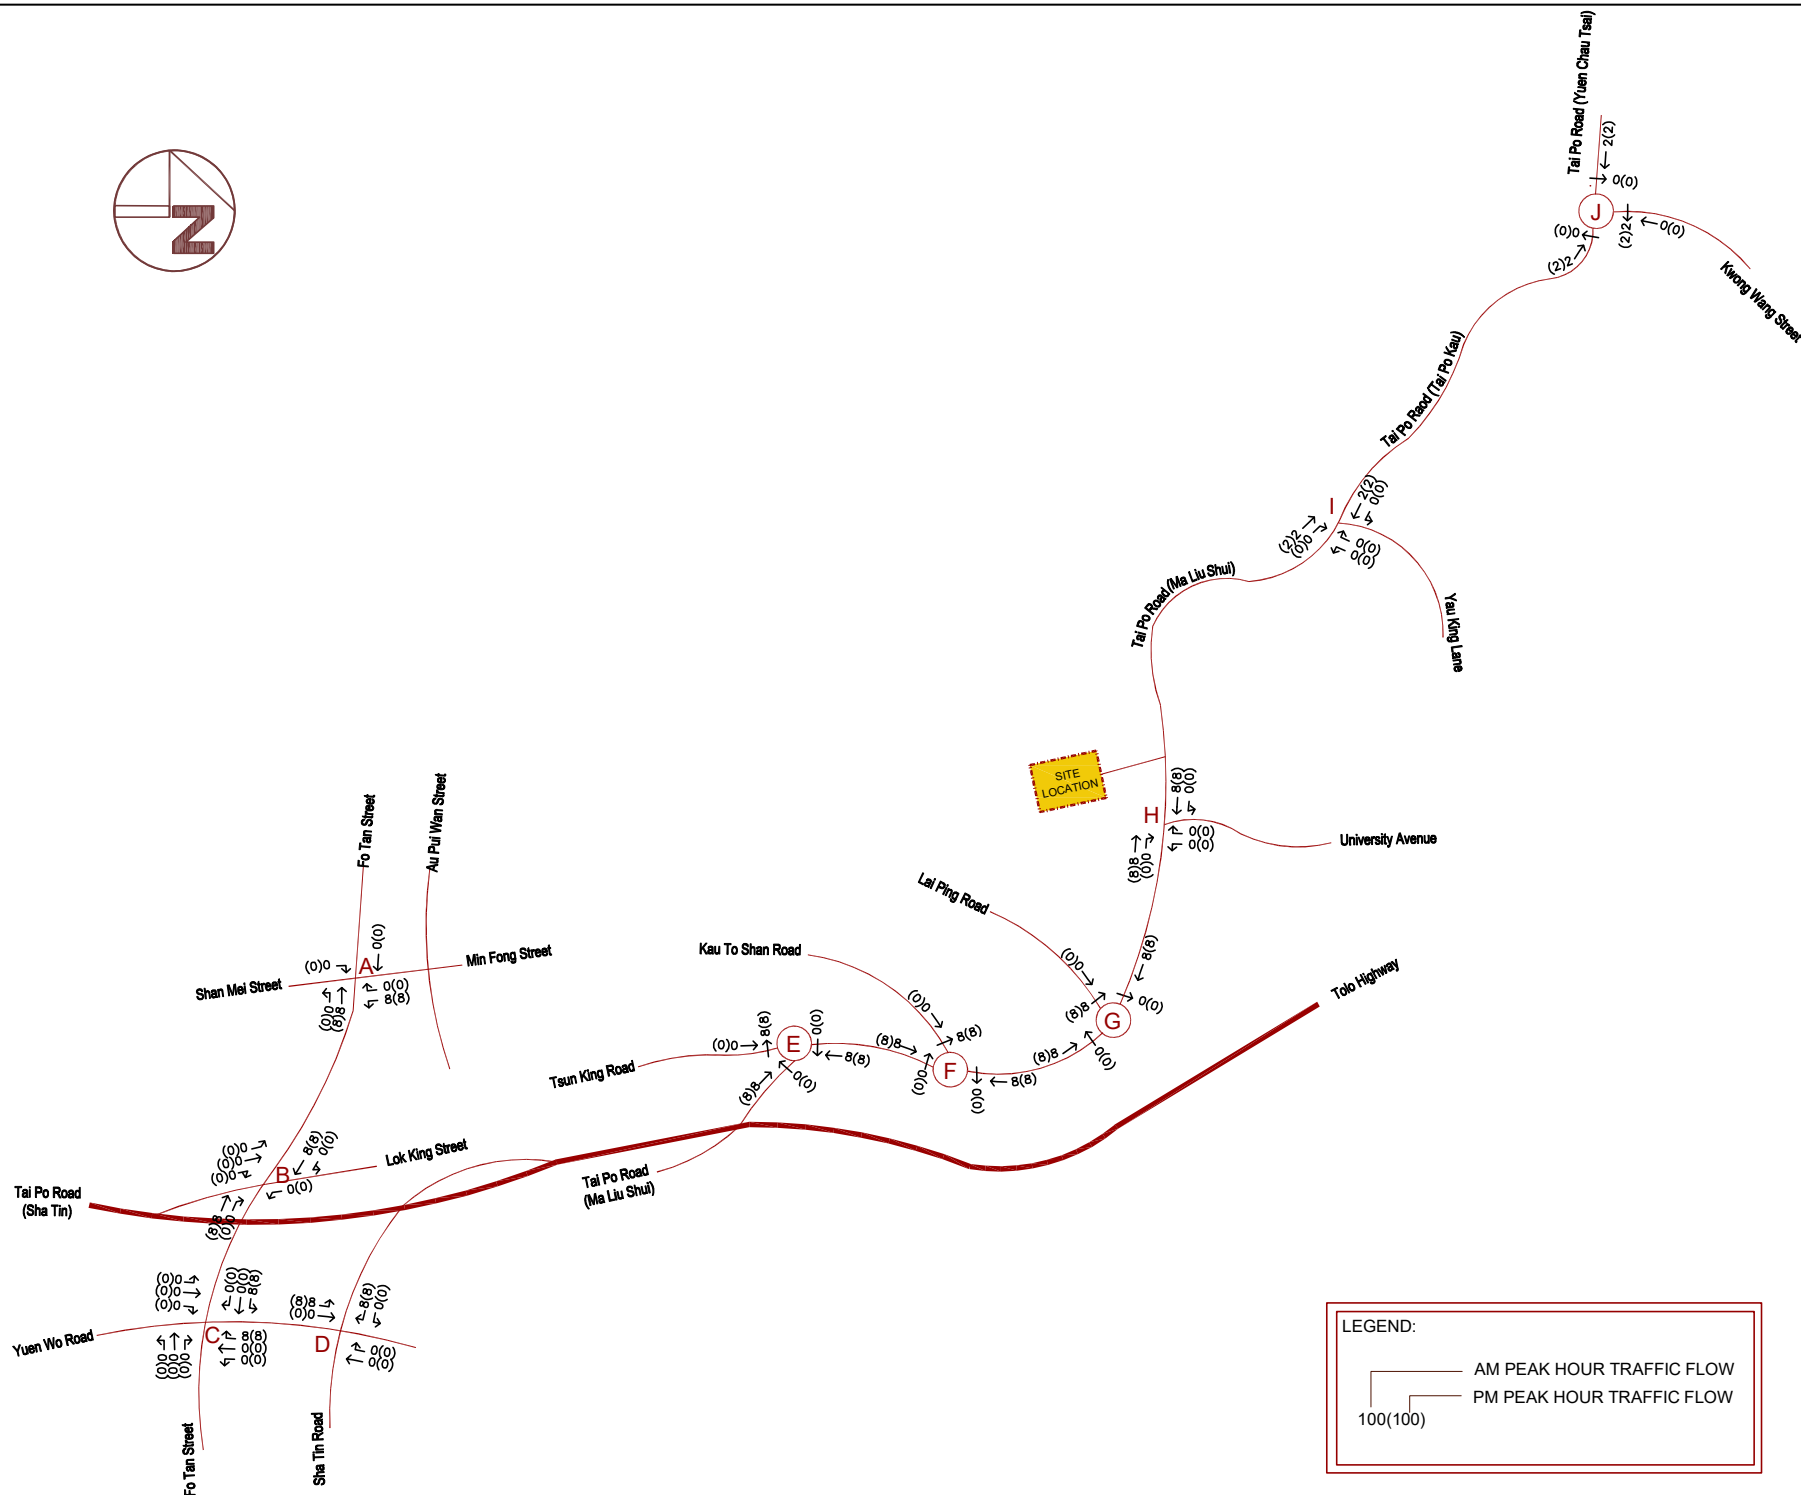 Tai Po Road (Yuen Chau Tsai)
2(2)
0(0)
J
(0)0
(2)2
0(0)
(2)2
Kwong Wang Street
Tai Po Raod (Tai Po Kau)
I
2(2)
0(0)
(2)2
(0)0
0(0)
0(0)
Yau King Lane
Tai Po Road (Ma Liu Shui)
SITE
LOCATION
8(8)
0(0)
H
0(0)
0(0)
(8)8
(0)0
University Avenue
Lai Ping Road
(0)0
8(8)
(8)8
0(0)
G
(8)8
0(0)
Tolo Highway
Kau To Shan Road
(0)0
8(8)
(8)8
F
(0)0
(0)0
8(8)
Tsun King Road
(0)0
8(8)
E
0(0)
8(8)
(8)8
0(0)
Tai Po Road
(Ma Liu Shui)
Fo Tan Street
Au Pui Wan Street
(0)0
A
0(0)
Min Fong Street
Shan Mei Street
(0)0
(8)8
0(0)
8(8)
(0)0
(0)0
(0)0
B
8(8)
0(0)
0(0)
Lok King Street
(8)8
(0)0
Tai Po Road
(Sha Tin)
(0)0
(0)0
(0)0
0(0)
0(0)
8(8)
(8)8
(0)0
8(8)
0(0)
Yuen Wo Road
C
(0)0
(0)0
(0)0
8(8)
0(0)
0(0)
D
0(0)
0(0)
Fo Tan Street
Sha Tin Road
N
LEGEND:
AM PEAK HOUR TRAFFIC FLOW
PM PEAK HOUR TRAFFIC FLOW
100(100)